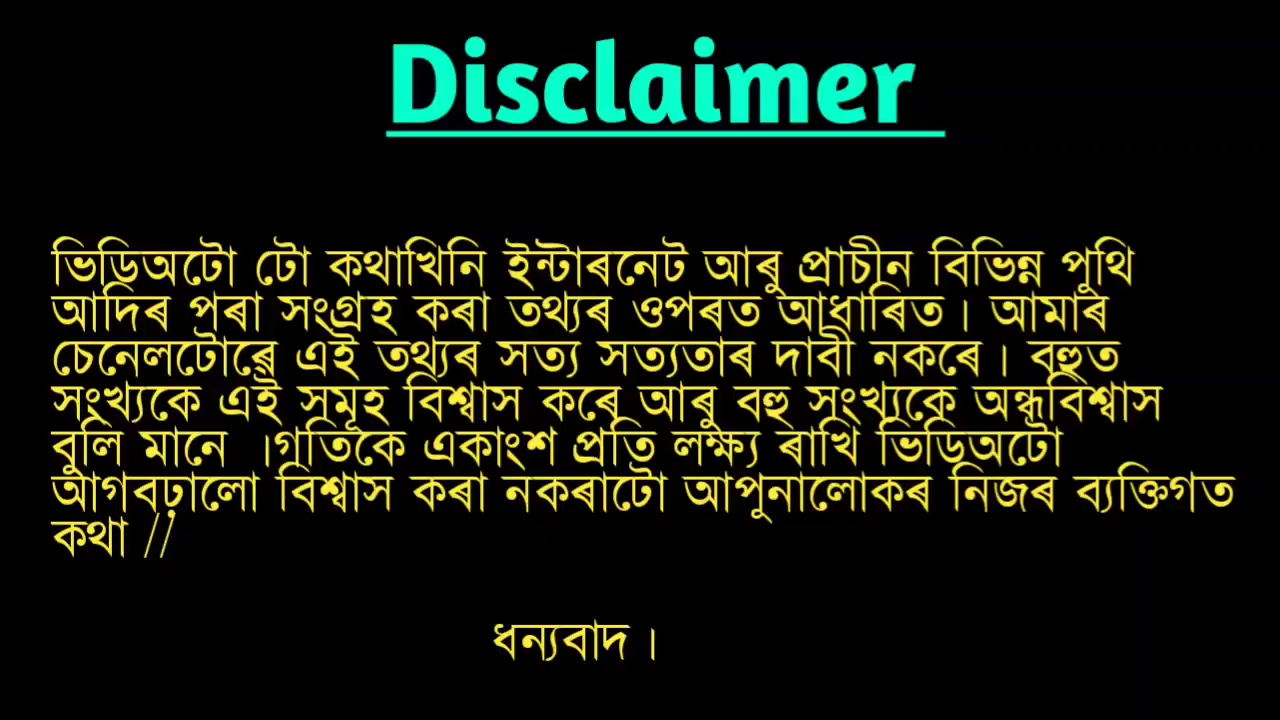 Disclaimer
ভিডিঅটো টো কথাখিনি ইন্টাৰনেট আৰু প্ৰাচীন বিভিন্ন পুথি
আদিৰ পৰা সংগ্ৰহ কৰা তথ্যৰ ওপৰত আধাৰিত । আমাৰ
চেনেলটোৱে এই তথ্যৰ সত্য সত্যতাৰ দাবী নকৰে । বহুত
সংখ্যকে এই সমূহ বিশ্বাস কৰে আৰু বহু সংখ্যকে অন্ধবিশ্বাস
বুলি মানে ।গতিকে একাংশ প্ৰতি লক্ষ্য ৰাখি ভিডিঅটো
আগবঢ়ালো বিশ্বাস কৰা নকৰাটো আপুনালোকৰ নিজৰ ব্যক্তিগত
কথা //
ধন্যবাদ ।